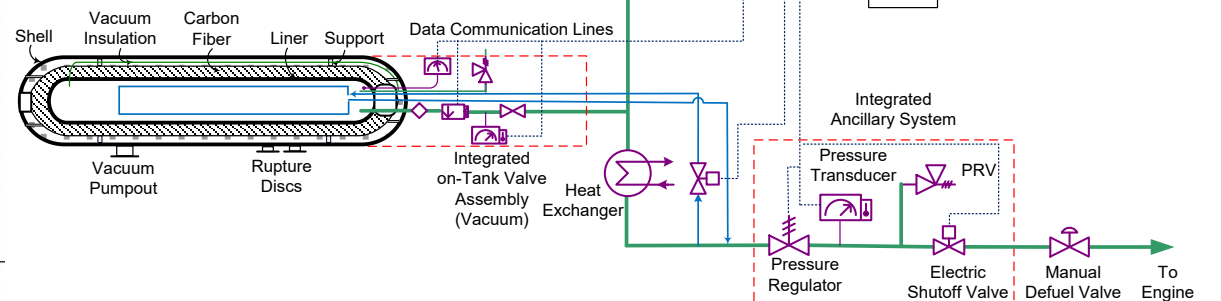 Shell
Vacuum
Insulation
Carbon
Fiber
Liner
Support
Data Communication Lines
Vacuum
Pumpout
Rupture
Discs
Integrated
on-Tank Valve
Assembly
(Vacuum)
Heat
Exchanger
Integrated
Ancillary System
Pressure
Transducer
PRV
Pressure
Regulator
Electric
Shutoff Valve
Manual
Defuel Valve
To
Engine